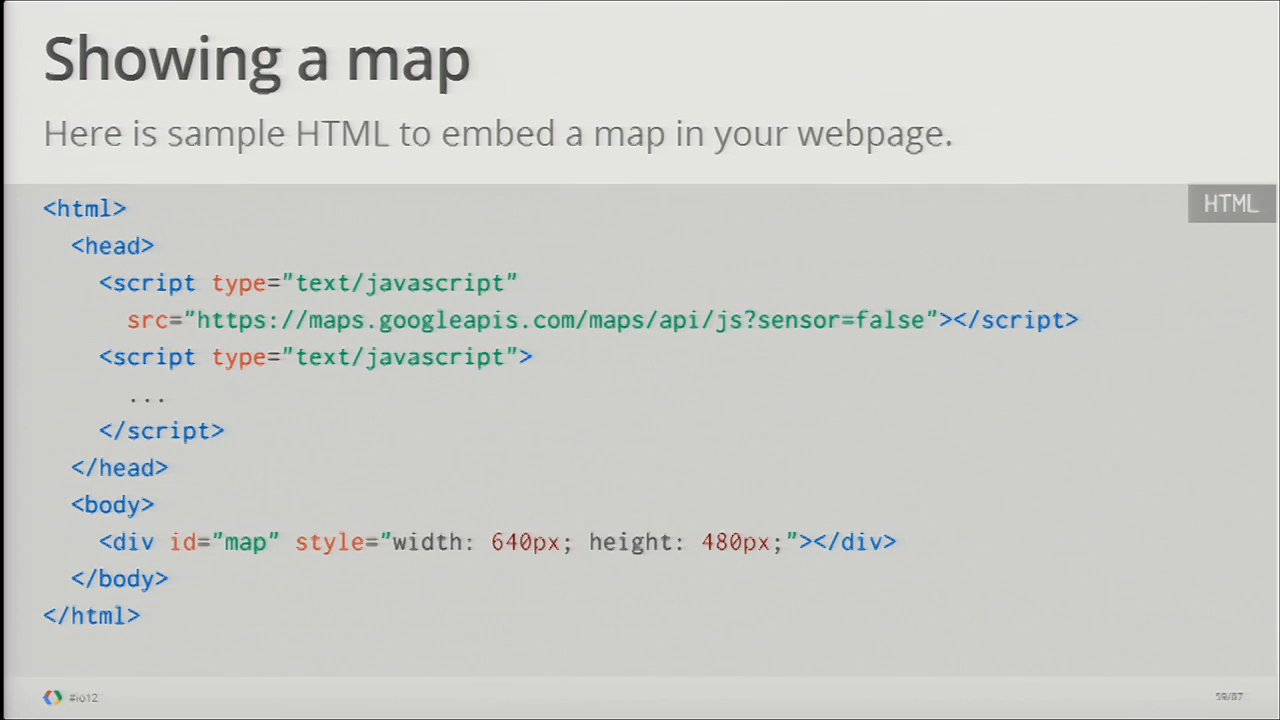 Showing a map
Here is sample HTML to embed a map in your webpage.
HTML
<html>
<head>
<script type="text/javascript"
src="https://maps.googleapis.com/maps/api/js?sensor=false"></script>
<script type="text/javascript">
...
</script>
</head>
<body>
<div id="map" style="width: 640px; height: 480px;"></div>
</body>
</html>
#io12
59/87